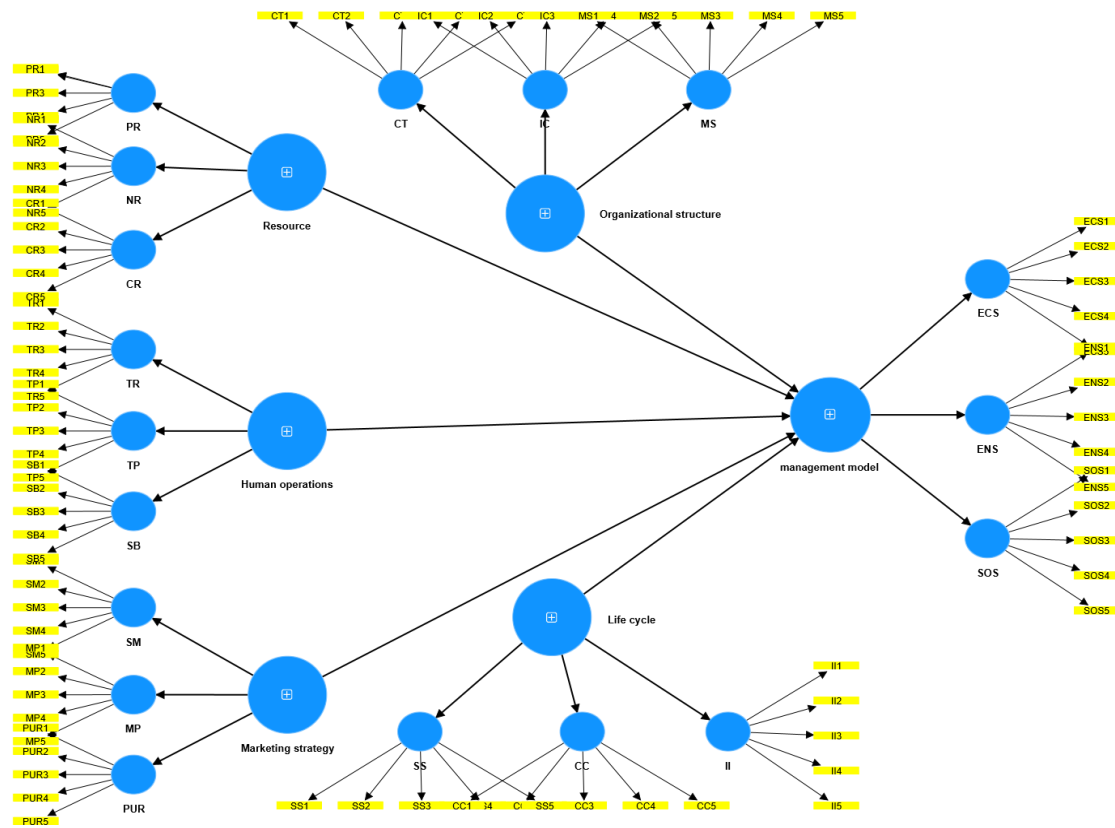 CT1
CT2
IC1
IC2
IC3
MS1
4
MS2
5
MS3
MS4
MS5
CT
IC
MS
Organizational structure
PR1
PR3
NR1
NR2
NR3
NR4
CR1
NR5
CR2
CR3
CR4
CR5
TR1
PR
NR
CR
Resource
TR2
TR3
TR4
TP1
TR5
TP2
TP3
TP4
SB1
TP5
SB2
SB3
SB4
SB5
TR
TP
SB
Human operations
SM2
SM3
SM4
MP1
SM5
MP2
MP3
MP4
PUR1
MP5
PUR2
PUR3
PUR4
PUR5
SM
MP
PUR
Marketing strategy
management model
ECS
ENS
SOS
ECS1
ECS2
ECS3
ECS4
ENS1
ENS2
ENS3
ENS4
SOS1
ENS5
SOS2
SOS3
SOS4
SOS5
Life cycle
SS
CC
II
SS1
SS2
SS3
CC1
SS5
CC3
CC4
CC5
II1
II2
II3
II4
II5